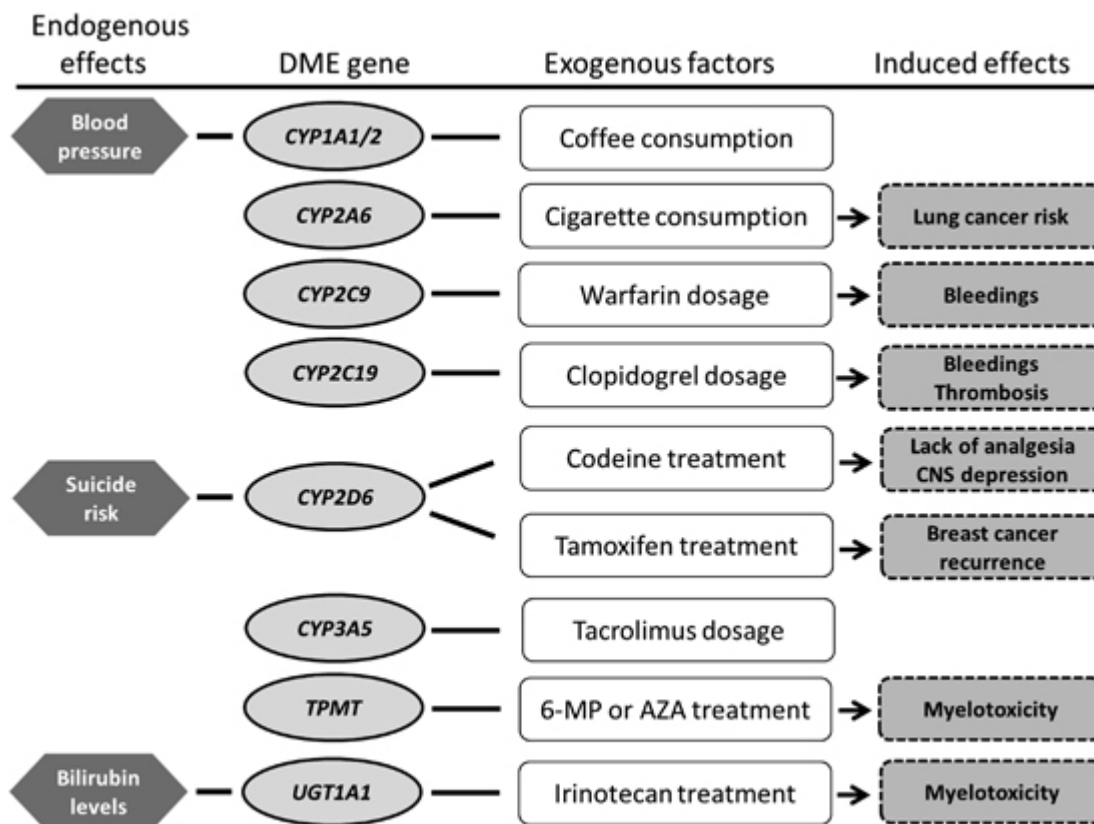 Endogenous
effects
DME gene
Exogenous factors
Induced effects
Blood
pressure
CYP1A1/2
Coffee consumption
CYP2A6
Cigarette consumption
Lung cancer risk
CYP2C9
Warfarin dosage
Bleedings
CYP2C19
Clopidogrel dosage
Bleedings
Thrombosis
Suicide
risk
CYP2D6
Codeine treatment
Lack of analgesia
CNS depression
Tamoxifen treatment
Breast cancer
recurrence
CYP3A5
Tacrolimus dosage
TPMT
6-MP or AZA treatment
Myelotoxicity
Bilirubin
levels
UGT1A1
Irinotecan treatment
Myelotoxicity